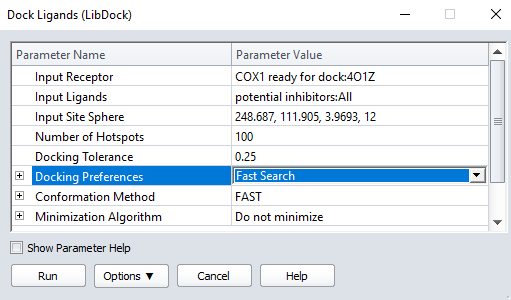 Dock Ligands (LibDock)
Parameter Name Parameter Value
Input Receptor COX1 ready for dock:4O1Z
Input Ligands potential inhibitors:All
Input Site Sphere 248.687, 111.905, 3.9693, 12
Number of Hotspots 100
Docking Tolerance 0.25
Docking Preferences Fast Search
Conformation Method FAST
Minimization Algorithm Do not minimize
Show Parameter Help
Run Options ▼ Cancel Help